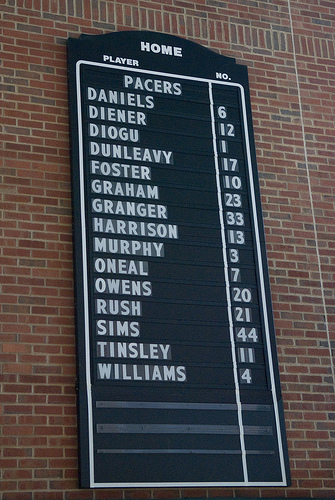 HOME
PLAYER NO.
PACERS
DANIELS 6
DIENER 12
DIOGU 1
DUNLEAVY 17
FOSTER 10
GRAHAM 23
GRANGER 33
HARRISON 13
MURPHY 3
ONEAL 7
OWENS 20
RUSH 21
SIMS 44
TINSLEY 11
WILLIAMS 4